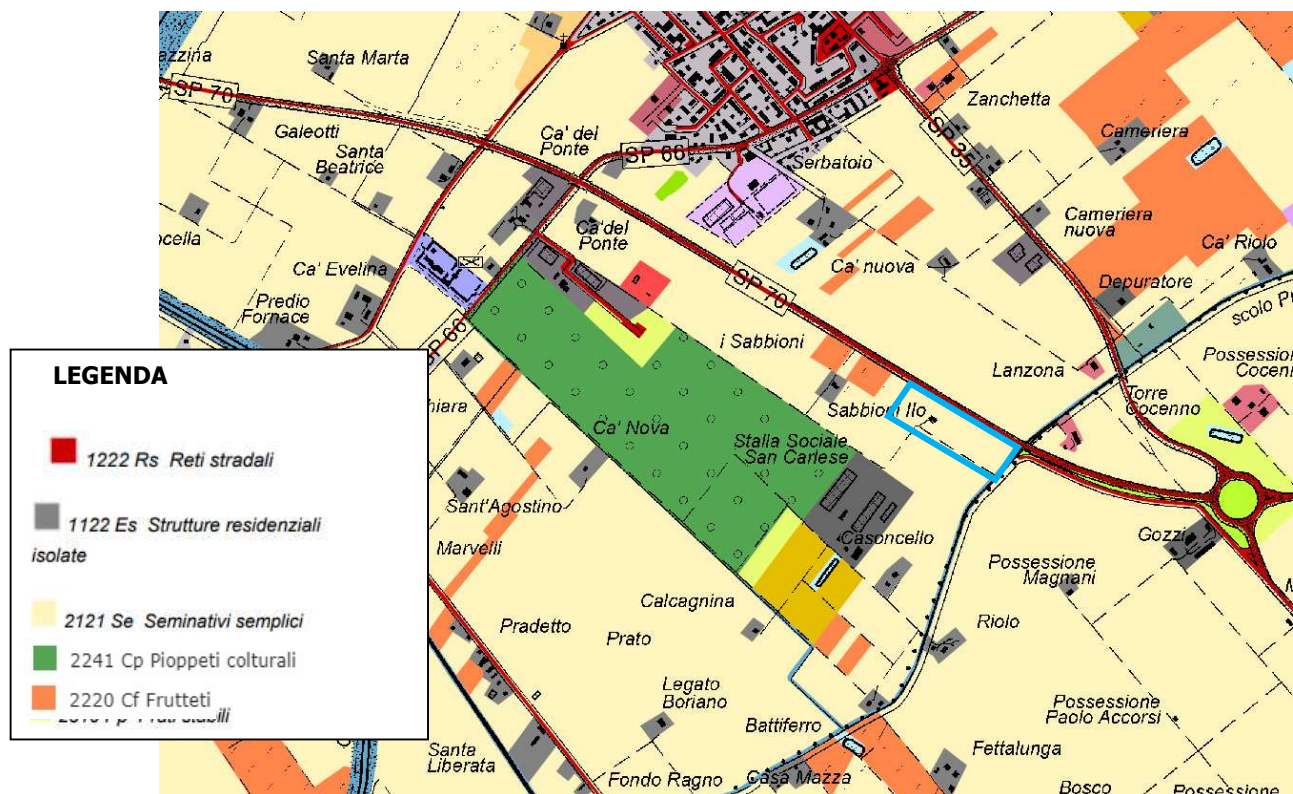 Santa Marta
SP 70
Galeotti
Santa
Beatrice
Ca' del
Ponte
SP 66
Serbatoio
Zanchetta
SP 35
Cameriera
Cameriera
nuova
Ca' Riolo
Ca'del
Ponte
Ca' nuova
Depuratore
Ca' Evelina
Predio
Fornace
SP 70
SP 66
i Sabbioni
Lanzona
Possessione
Torre
Cocenno
Sabbioni IIo
Ca' Nova
Stalla Sociale
San Carlese
Sant'Agostino
Marvelli
Casoncello
Gozzi
Possessione
Magnani
Calcagnina
Riolo
Pradetto
Prato
Legato
Boriano
Possessione
Paolo Accorsi
Battiferro
Santa
Liberata
Fettalunga
Fondo Ragno
Casa Mazza
Bosco
Possessione
LEGENDA
1222 Rs Reti stradali
1122 Es Strutture residenziali
isolate
2121 Se Seminativi semplici
2241 Cp Pioppeti colturali
2220 Cf Frutteti